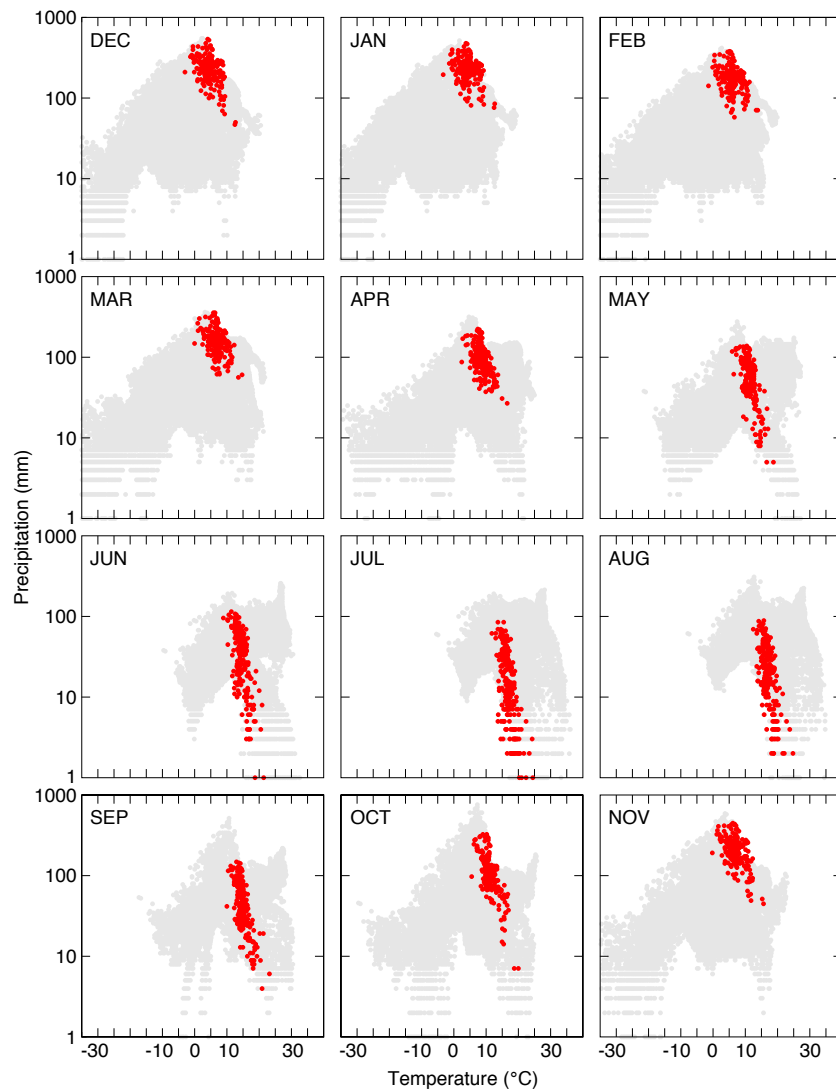 DEC JAN FEB
1000
100
10
1
MAR APR MAY
1000
100
10
1
Precipitation (mm)
JUN JUL AUG
1000
100
10
1
SEP OCT NOV
1000
100
10
1
-30 -10 0 10 30 -30 -10 0 10 30 -30 -10 0 10 30
Temperature (°C)